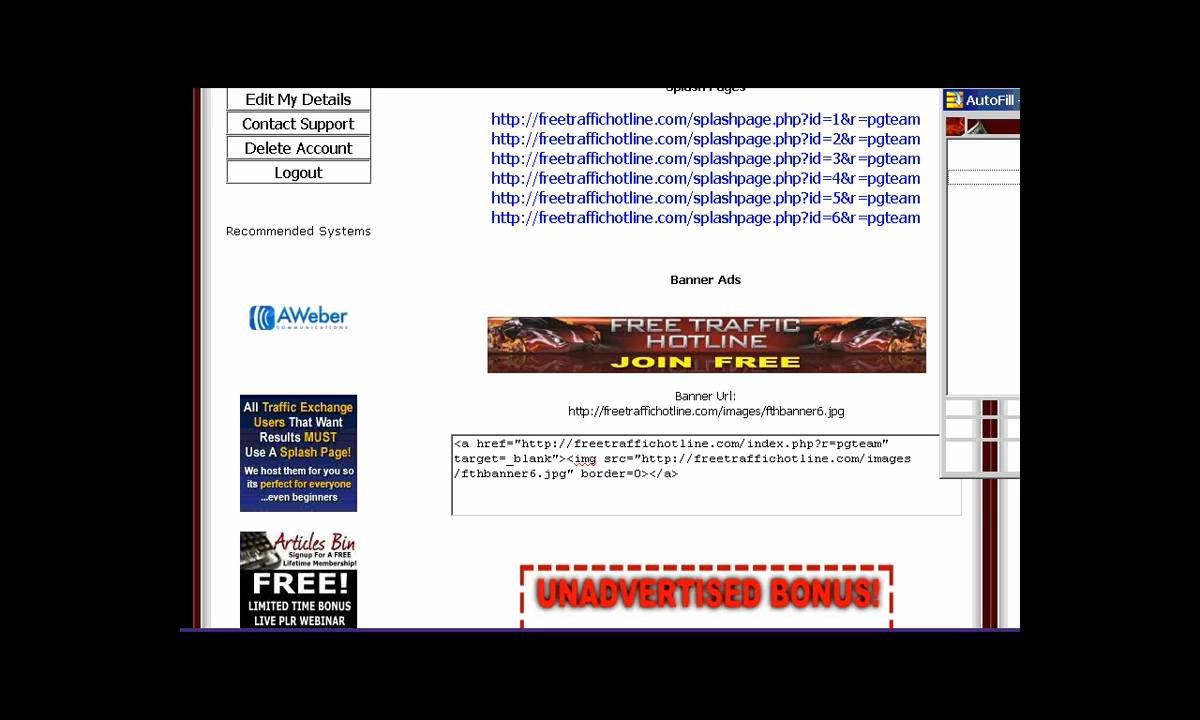 Splash Pages
Edit My Details
Contact Support
Delete Account
Logout
Recommended Systems
AWeber
COMMUNICATIONS
All Traffic Exchange
Users That Want
Results MUST
Use A Splash Page!
We host them for you so
its perfect for everyone
...even beginners
Articles Bin
Signup For A FREE
Lifetime Membership!
FREE!
LIMITED TIME BONUS
LIVE PLR WEBINAR
http://freetraffichotline.com/splashpage.php?id=1&r=pgteam
http://freetraffichotline.com/splashpage.php?id=2&r=pgteam
http://freetraffichotline.com/splashpage.php?id=3&r=pgteam
http://freetraffichotline.com/splashpage.php?id=4&r=pgteam
http://freetraffichotline.com/splashpage.php?id=5&r=pgteam
http://freetraffichotline.com/splashpage.php?id=6&r=pgteam
Banner Ads
FREE TRAFFIC
HOTLINE
JOIN FREE
Banner Url:
http://freetraffichotline.com/images/fthbanner6.jpg
<a href="http://freetraffichotline.com/index.php?r=pgteam"
target=_blank"><img src="http://freetraffichotline.com/images
/fthbanner6.jpg" border=0></a>
UNADVERTISED BONUS!
AutoFill -